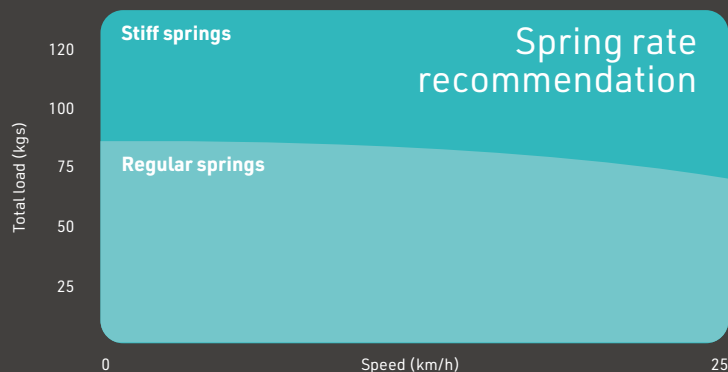 Stiff springs
Spring rate
recommendation
Regular springs
Total load (kgs)
120
100
75
50
25
0
Speed (km/h)
25